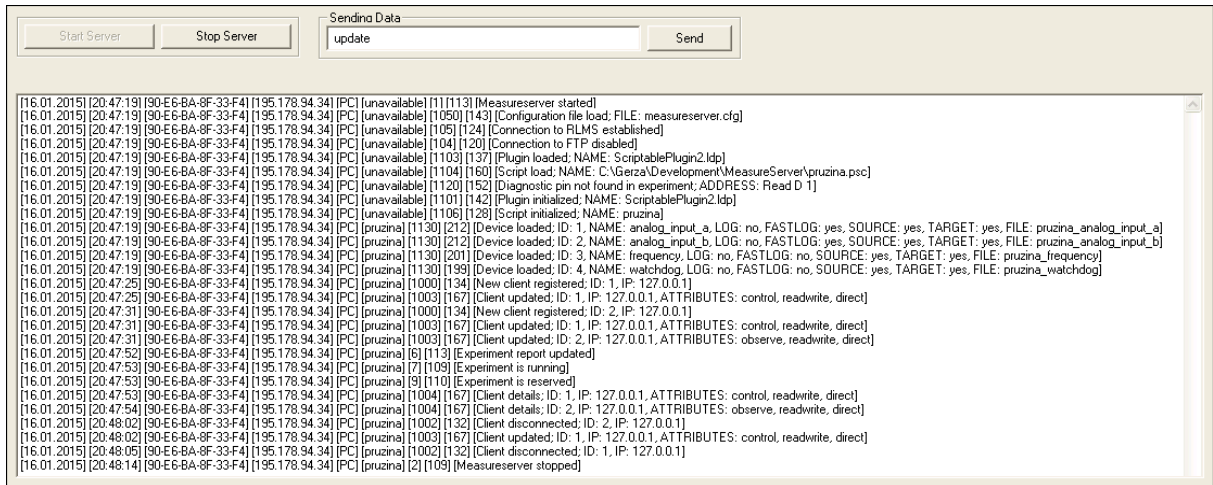 Sending Data
Start Server Stop Server update Send
[16.01.2015] [20:47:19] [90-E6-BA-8F-33-F4] [195.178.94.34] [PC] [unavailable] [1] [113] [Measureserver started]
[16.01.2015] [20:47:19] [90-E6-BA-8F-33-F4] [195.178.94.34] [PC] [unavailable] [1050] [143] [Configuration file load; FILE: measureserver.cfg]
[16.01.2015] [20:47:19] [90-E6-BA-8F-33-F4] [195.178.94.34] [PC] [unavailable] [105] [124] [Connection to RLMS established]
[16.01.2015] [20:47:19] [90-E6-BA-8F-33-F4] [195.178.94.34] [PC] [unavailable] [104] [120] [Connection to FTP disabled]
[16.01.2015] [20:47:19] [90-E6-BA-8F-33-F4] [195.178.94.34] [PC] [unavailable] [1103] [137] [Plugin loaded; NAME: ScriptablePlugin2.ldp]
[16.01.2015] [20:47:19] [90-E6-BA-8F-33-F4] [195.178.94.34] [PC] [unavailable] [1104] [160] [Script load; NAME: C:\Gerza\Development\MeasureServer\pruzina.psc]
[16.01.2015] [20:47:19] [90-E6-BA-8F-33-F4] [195.178.94.34] [PC] [unavailable] [1120] [152] [Diagnostic pin not found in experiment; ADDRESS: Read D 1]
[16.01.2015] [20:47:19] [90-E6-BA-8F-33-F4] [195.178.94.34] [PC] [unavailable] [1101] [142] [Plugin initialized; NAME: ScriptablePlugin2.ldp]
[16.01.2015] [20:47:19] [90-E6-BA-8F-33-F4] [195.178.94.34] [PC] [unavailable] [1106] [128] [Script initialized; NAME: pruzina]
[16.01.2015] [20:47:19] [90-E6-BA-8F-33-F4] [195.178.94.34] [PC] [pruzina] [1130] [212] [Device loaded; ID: 1, NAME: analog_input_a, LOG: no, FASTLOG: yes, SOURCE: yes, TARGET: yes, FILE: pruzina_analog_input_a]
[16.01.2015] [20:47:19] [90-E6-BA-8F-33-F4] [195.178.94.34] [PC] [pruzina] [1130] [212] [Device loaded; ID: 2, NAME: analog_input_b, LOG: no, FASTLOG: yes, SOURCE: yes, TARGET: yes, FILE: pruzina_analog_input_b]
[16.01.2015] [20:47:19] [90-E6-BA-8F-33-F4] [195.178.94.34] [PC] [pruzina] [1130] [201] [Device loaded; ID: 3, NAME: frequency, LOG: no, FASTLOG: no, SOURCE: yes, TARGET: yes, FILE: pruzina_frequency]
[16.01.2015] [20:47:19] [90-E6-BA-8F-33-F4] [195.178.94.34] [PC] [pruzina] [1130] [199] [Device loaded; ID: 4, NAME: watchdog, LOG: no, FASTLOG: no, SOURCE: yes, TARGET: yes, FILE: pruzina_watchdog]
[16.01.2015] [20:47:25] [90-E6-BA-8F-33-F4] [195.178.94.34] [PC] [pruzina] [1000] [134] [New client registered; ID: 1, IP: 127.0.0.1]
[16.01.2015] [20:47:25] [90-E6-BA-8F-33-F4] [195.178.94.34] [PC] [pruzina] [1003] [167] [Client updated; ID: 1, IP: 127.0.0.1, ATTRIBUTES: control, readwrite, direct]
[16.01.2015] [20:47:31] [90-E6-BA-8F-33-F4] [195.178.94.34] [PC] [pruzina] [1000] [134] [New client registered; ID: 2, IP: 127.0.0.1]
[16.01.2015] [20:47:31] [90-E6-BA-8F-33-F4] [195.178.94.34] [PC] [pruzina] [1003] [167] [Client updated; ID: 1, IP: 127.0.0.1, ATTRIBUTES: control, readwrite, direct]
[16.01.2015] [20:47:31] [90-E6-BA-8F-33-F4] [195.178.94.34] [PC] [pruzina] [1003] [167] [Client updated; ID: 2, IP: 127.0.0.1, ATTRIBUTES: observe, readwrite, direct]
[16.01.2015] [20:47:52] [90-E6-BA-8F-33-F4] [195.178.94.34] [PC] [pruzina] [6] [113] [Experiment report updated]
[16.01.2015] [20:47:53] [90-E6-BA-8F-33-F4] [195.178.94.34] [PC] [pruzina] [7] [109] [Experiment is running]
[16.01.2015] [20:47:53] [90-E6-BA-8F-33-F4] [195.178.94.34] [PC] [pruzina] [9] [110] [Experiment is reserved]
[16.01.2015] [20:47:53] [90-E6-BA-8F-33-F4] [195.178.94.34] [PC] [pruzina] [1004] [167] [Client details; ID: 1, IP: 127.0.0.1, ATTRIBUTES: control, readwrite, direct]
[16.01.2015] [20:47:54] [90-E6-BA-8F-33-F4] [195.178.94.34] [PC] [pruzina] [1004] [167] [Client details; ID: 2, IP: 127.0.0.1, ATTRIBUTES: observe, readwrite, direct]
[16.01.2015] [20:48:02] [90-E6-BA-8F-33-F4] [195.178.94.34] [PC] [pruzina] [1002] [132] [Client disconnected; ID: 2, IP: 127.0.0.1]
[16.01.2015] [20:48:02] [90-E6-BA-8F-33-F4] [195.178.94.34] [PC] [pruzina] [1003] [167] [Client updated; ID: 1, IP: 127.0.0.1, ATTRIBUTES: control, readwrite, direct]
[16.01.2015] [20:48:05] [90-E6-BA-8F-33-F4] [195.178.94.34] [PC] [pruzina] [1002] [132] [Client disconnected; ID: 1, IP: 127.0.0.1]
[16.01.2015] [20:48:14] [90-E6-BA-8F-33-F4] [195.178.94.34] [PC] [pruzina] [2] [109] [Measureserver stopped]